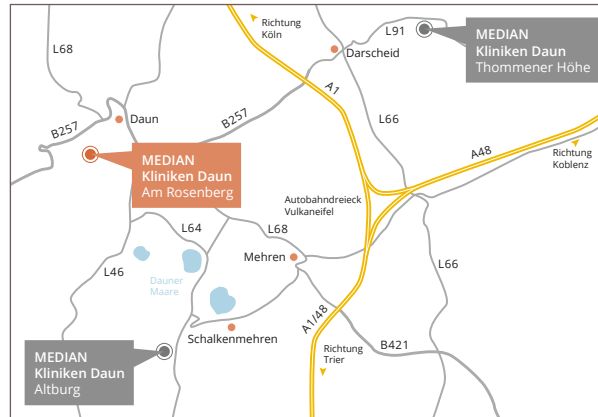 L68
Richtung
Köln
L91
MEDIAN
Kliniken Daun
Thommener Höhe
Darscheid
A1
B257
Daun
B257
L66
A48
MEDIAN
Kliniken Daun
Am Rosenberg
Richtung
Koblenz
Autobahndreieck
Vulkaneifel
L64
L68
Mehren
L46
Dauner
Maare
L66
A1/48
Schalkenmehren
B421
MEDIAN
Kliniken Daun
Altburg
Richtung
Trier